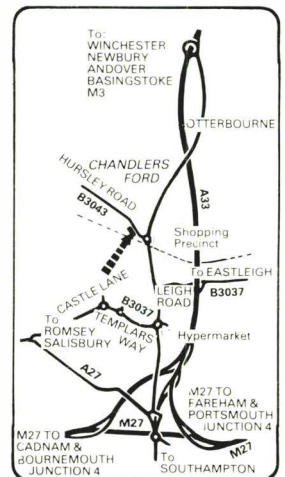 To:
WINCHESTER
NEWBURY
ANDOVER
BASINGSTOKE
M3
OTTERBOURNE
CHANDLERS
FORD
HURSLEY ROAD
B3043
A33
Shopping
Precinct
To EASTLEIGH
B3037
LEIGH
ROAD
CASTLE LANE
B3037
TEMPLARS
WAY
To
ROMSEY
SALISBURY
Hypermarket
A27
M27 TO
FAREHAM &
PORTSMOUTH
JUNCTION 4
M27
M27
M27 TO
CADNAM &
BOURNEMOUTH
JUNCTION 4
To
SOUTHAMPTON